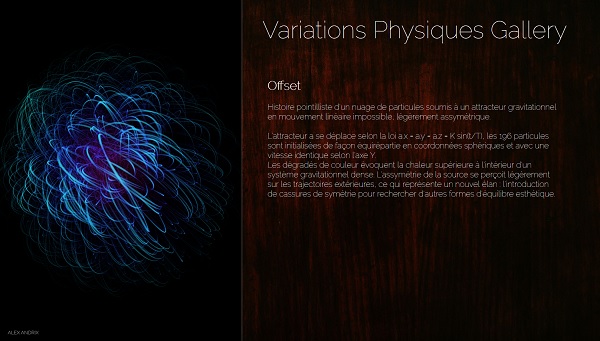 Variations Physiques Gallery
Offset
Histoire pointilliste d'un nuage de particules soumis à un attracteur gravitationnel
en mouvement linéaire impossible, légèrement assymétrique.
L'attracteur a se déplace selon la loi a.x = a.y = a.z = K sin(t/T), les 196 particules
sont initialisées de façon équirépartie en coordonnées sphériques et avec une
vitesse identique selon l'axe Y.
Les dégradés de couleur évoquent la chaleur supérieure à l'intérieur d'un
système gravitationnel dense. L'assymétrie de la source se perçoit légèrement
sur les trajectoires extérieures, ce qui représente un nouvel élan : l'introduction
de cassures de symétrie pour rechercher d'autres formes d'équilibre esthétique.
ALEX ANDRIX